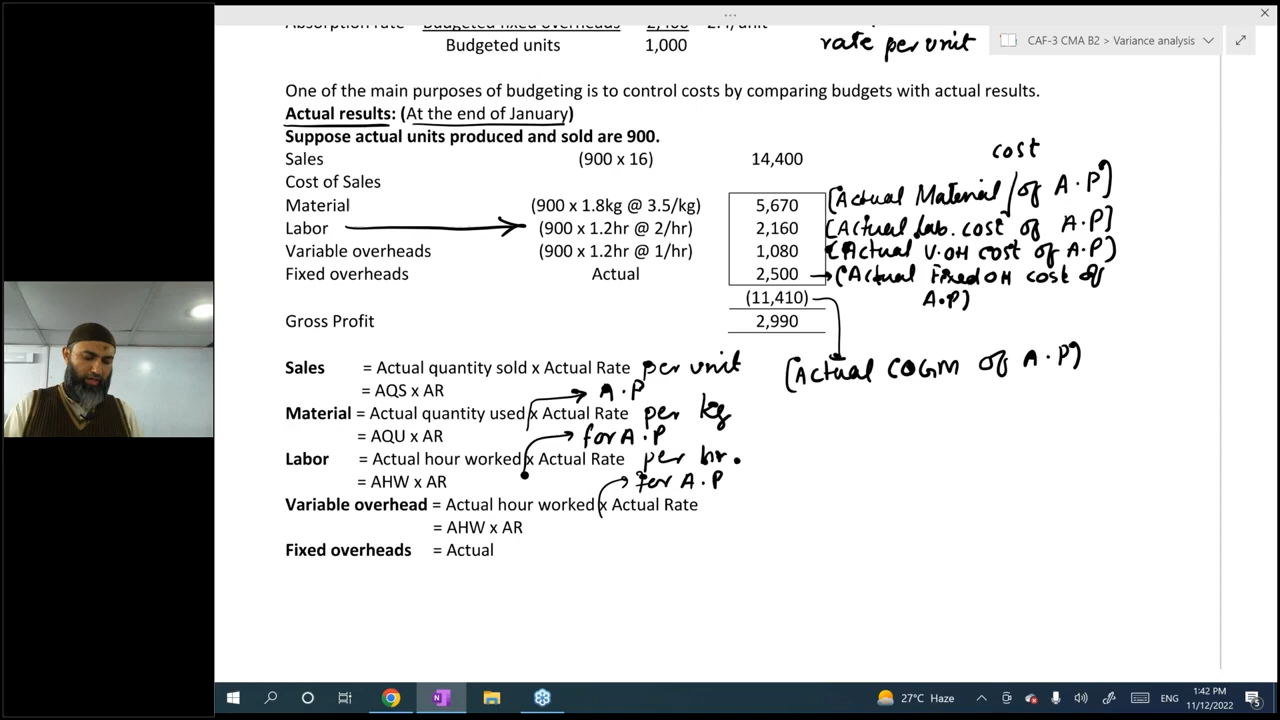 Budgeted fixed overheads
Budgeted units 1,000
rate per unit
CAF-3 CMA B2 > Variance analysis
One of the main purposes of budgeting is to control costs by comparing budgets with actual results.
Actual results: (At the end of January)
Suppose actual units produced and sold are 900.
Sales (900 x 16) 14,400
cost
Cost of Sales
Material (900 x 1.8kg @ 3.5/kg) 5,670 (Actual Material / of A.P)
Labor (900 x 1.2hr @ 2/hr) 2,160 (Actual Lab. cost of A.P)
Variable overheads (900 x 1.2hr @ 1/hr) 1,080 (Actual V.OH cost of A.P)
Fixed overheads Actual 2,500 (Actual Fixed OH cost of
A.P)
(11,410)
Gross Profit 2,990
(Actual COGM of A.P)
Sales = Actual quantity sold x Actual Rate per unit
= AQS x AR A.P
Material = Actual quantity used x Actual Rate per kg
= AQU x AR for A.P
Labor = Actual hour worked x Actual Rate per hr.
= AHW x AR for A.P
Variable overhead = Actual hour worked x Actual Rate
= AHW x AR
Fixed overheads = Actual
27°C Haze
ENG
1:42 PM
11/12/2022
5